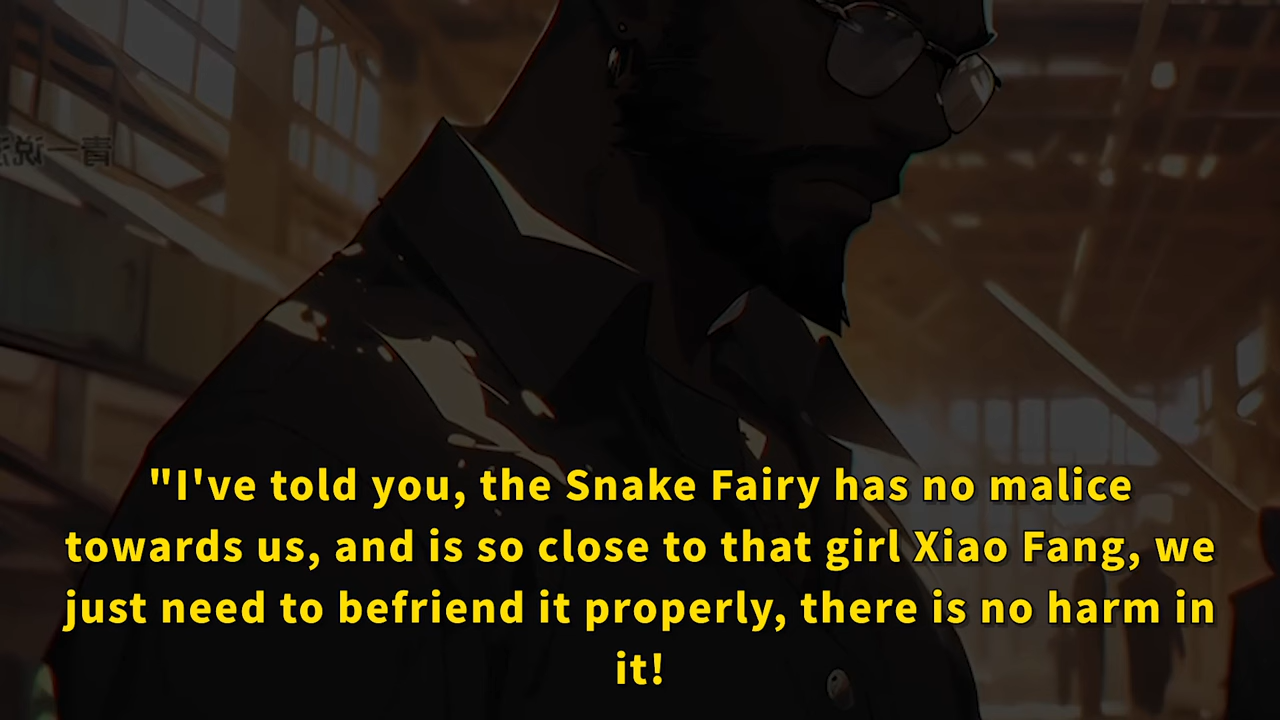 "I've told you, the Snake Fairy has no malice
towards us, and is so close to that girl Xiao Fang, we
just need to befriend it properly, there is no harm in
it!